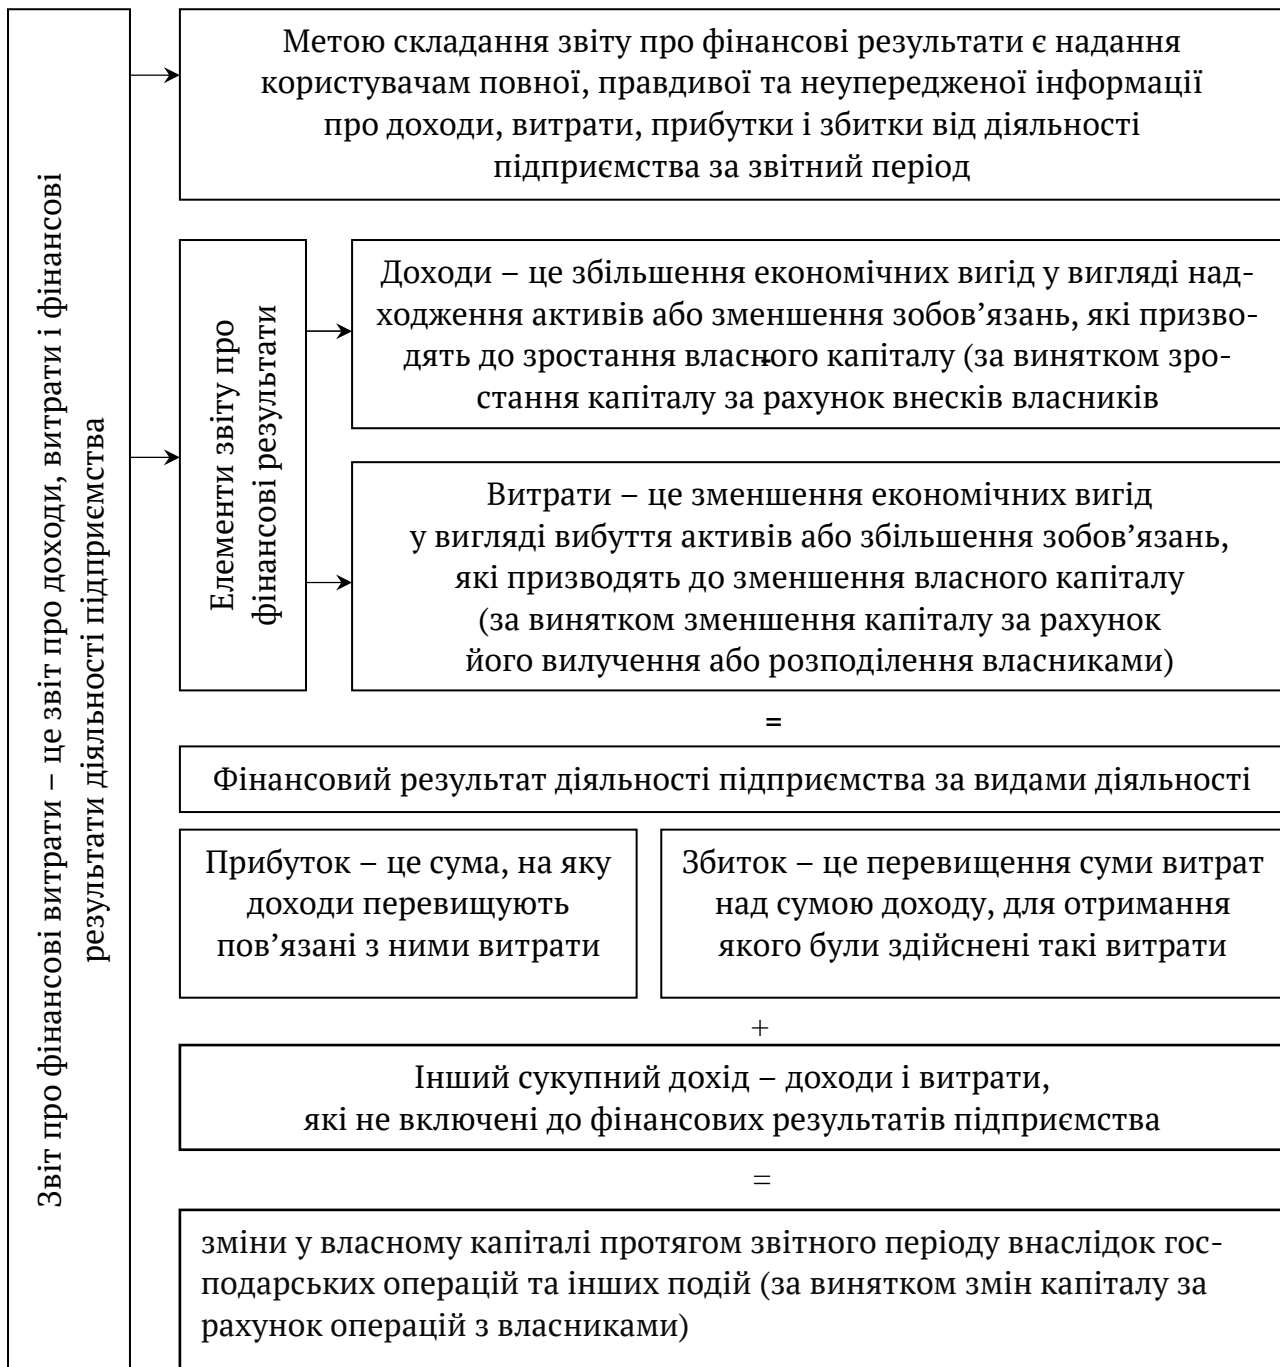 Звіт про фінансові витрати – це звіт про доходи, витрати і фінансові
результати діяльності підприємства
Метою складання звіту про фінансові результати є надання
користувачам повної, правдивої та неупередженої інформації
про доходи, витрати, прибутки і збитки від діяльності
підприємства за звітний період
Елементи звіту про
фінансові результати
Доходи – це збільшення економічних вигід у вигляді над-
ходження активів або зменшення зобов’язань, які призво-
дять до зростання власного капіталу (за винятком зро-
стання капіталу за рахунок внесків власників
-
Витрати – це зменшення економічних вигід
у вигляді вибуття активів або збільшення зобов’язань,
які призводять до зменшення власного капіталу
(за винятком зменшення капіталу за рахунок
його вилучення або розподілення власниками)
=
Фінансовий результат діяльності підприємства за видами діяльності
Прибуток – це сума, на яку
доходи перевищують
пов’язані з ними витрати
Збиток – це перевищення суми витрат
над сумою доходу, для отримання
якого були здійснені такі витрати
+
Інший сукупний дохід – доходи і витрати,
які не включені до фінансових результатів підприємства
=
зміни у власному капіталі протягом звітного періоду внаслідок гос-
подарських операцій та інших подій (за винятком змін капіталу за
рахунок операцій з власниками)